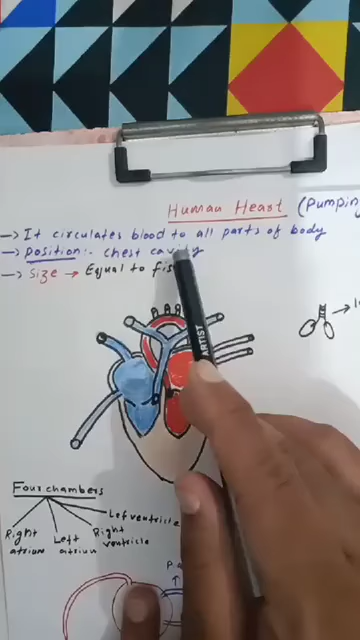 Human Heart (Pumping
→ It circulates blood to all parts of body
→ Position:- Chest cavity
→ Size → Equal to fis
ARTIST
Four chambers
Right atrium
Left atrium
Right ventricle
Left ventricle